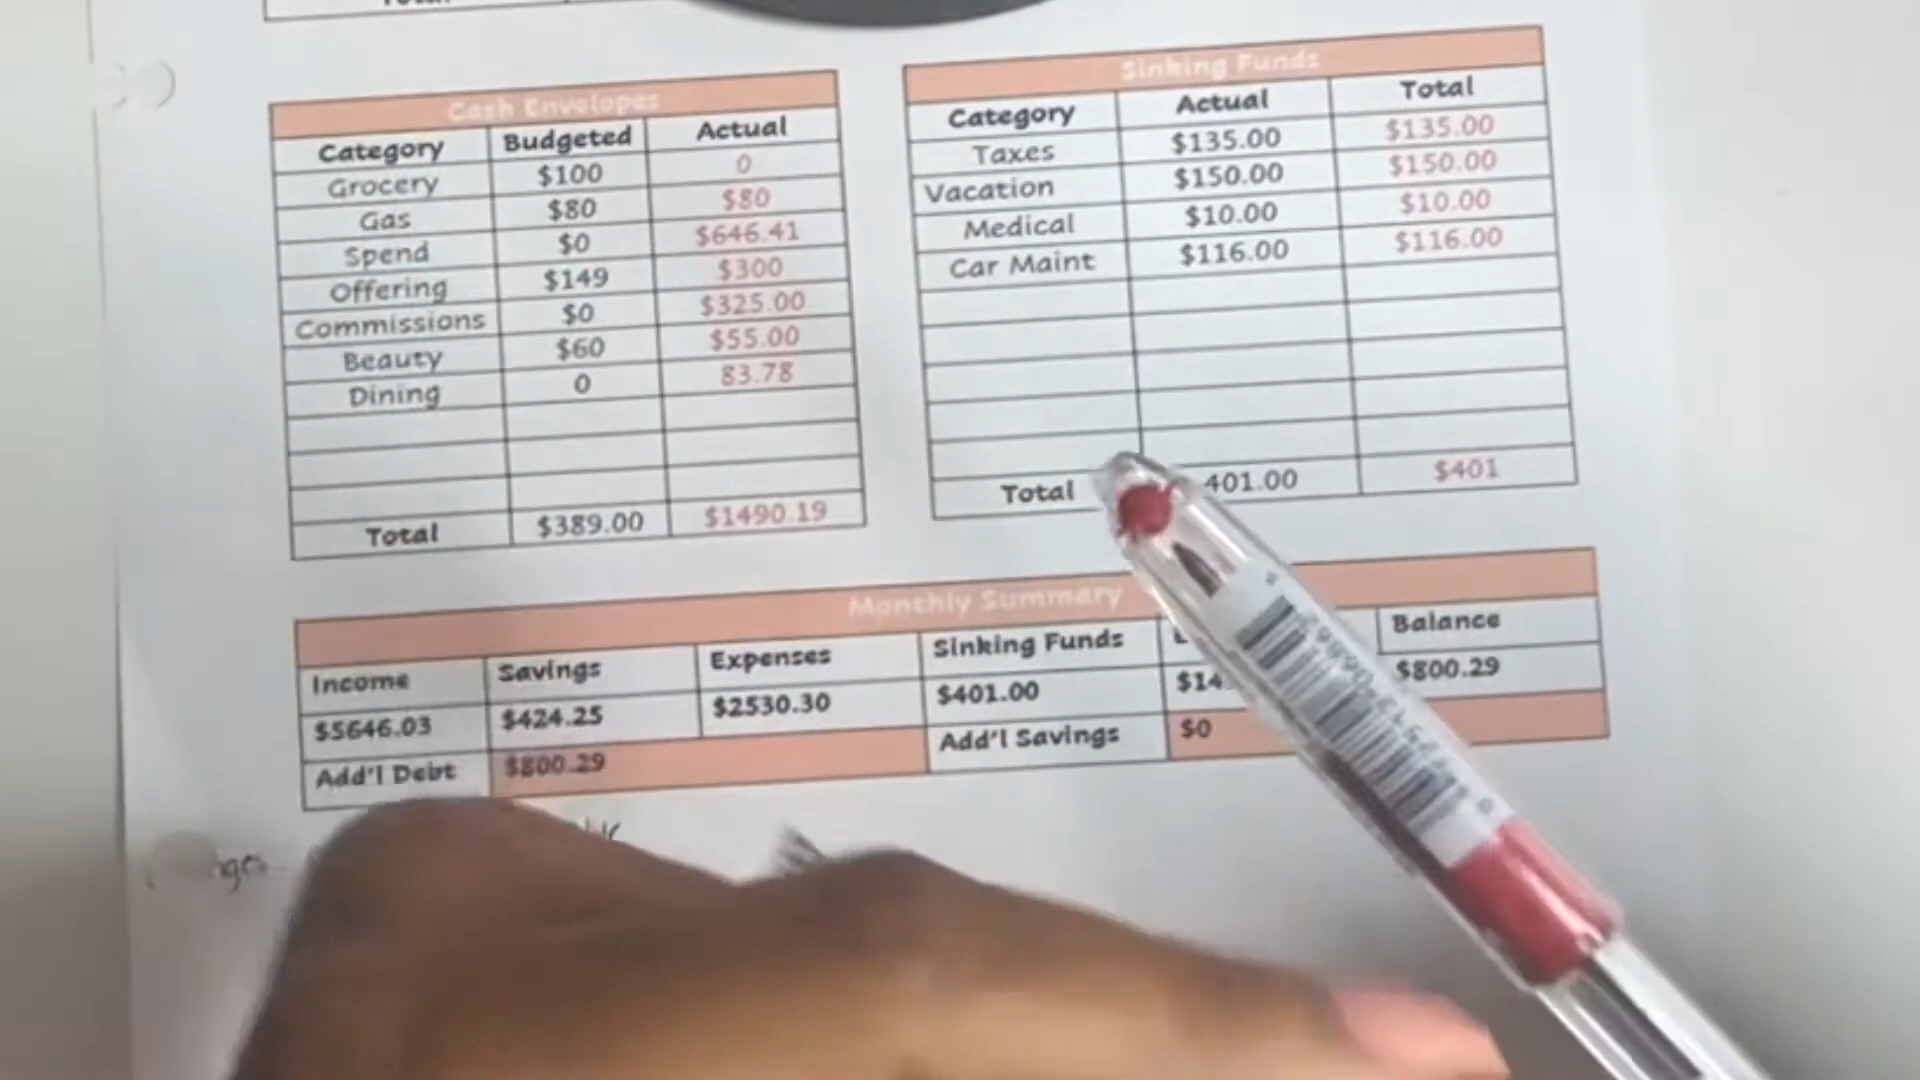 Total
Cash Envelopes
Category Budgeted Actual
Grocery $100 0
Gas $80 $80
Spend $0 $646.41
Offering $149 $300
Commissions $0 $325.00
Beauty $60 $55.00
Dining 0 83.78
Total $389.00 $1490.19
Sinking Funds
Category Actual Total
Taxes $135.00 $135.00
Vacation $150.00 $150.00
Medical $10.00 $10.00
Car Maint $116.00 $116.00
Total 401.00 $401
Monthly Summary
Income Savings Expenses Sinking Funds Balance
$5646.03 $424.25 $2530.30 $401.00 $14 $800.29
Add'l Debt $800.29 Add'l Savings $0